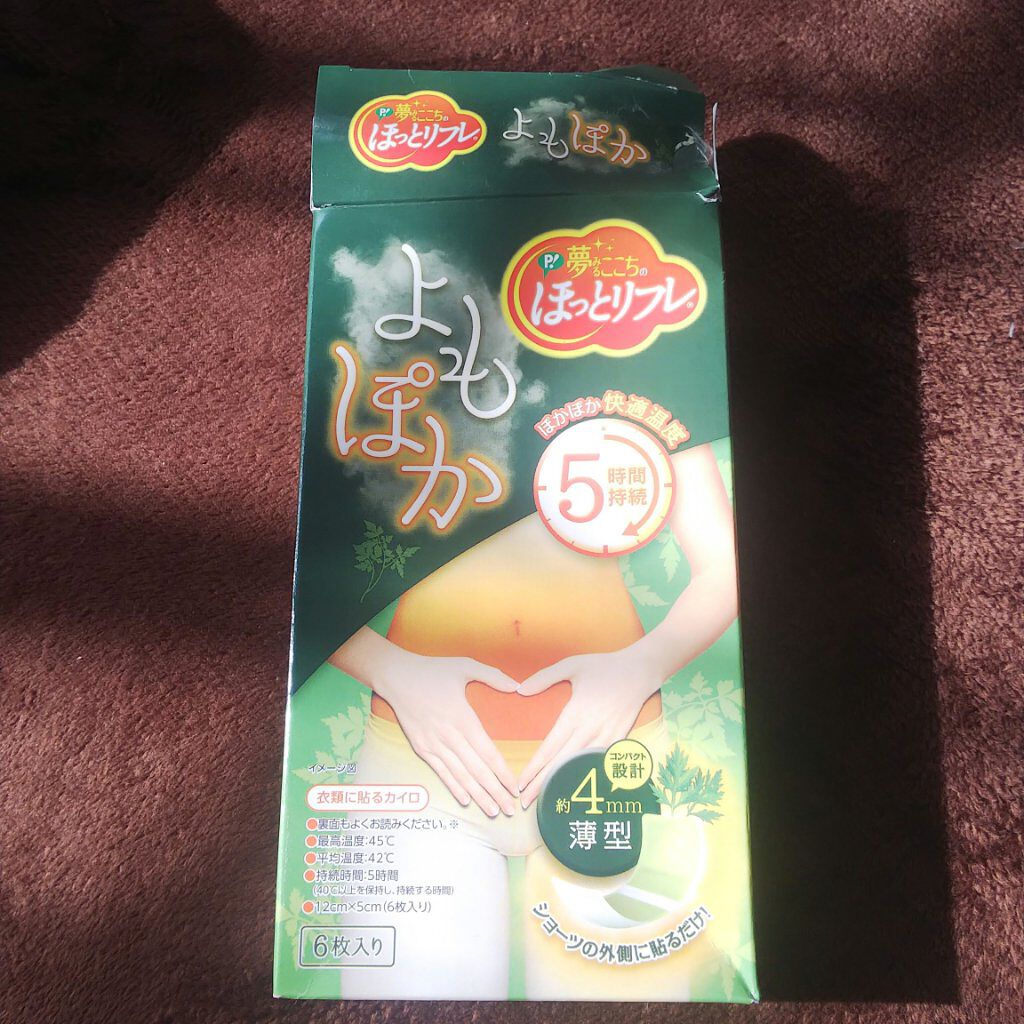 P! 夢みるここちの
ほっとリフレ®
よもぽか
P! 夢みるここちの
ほっとリフレ®
よも
ぽか
ぽかぽか快適温度
5時間
持続
イメージ図
衣類に貼るカイロ
●裏面もよくお読みください。※
●最高温度:45℃
●平均温度:42℃
●持続時間:5時間
(40℃以上を保持し、持続する時間)
●12cm×5cm(6枚入り)
6枚入り
コンパクト
設計
約4mm
薄型
ショーツの外側に貼るだけ!